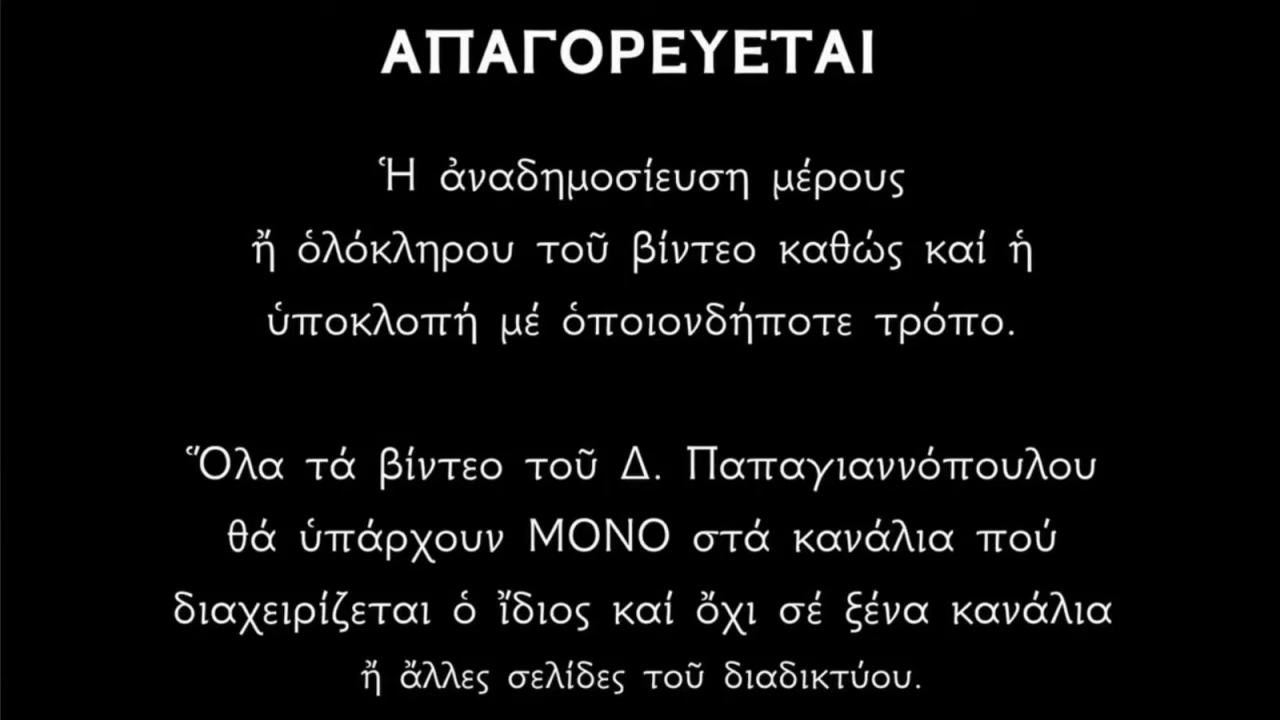 ΑΠΑΓΟΡΕΥΕΤΑΙ
Ἡ ἀναδημοσίευση μέρους
ἤ ὁλόκληρου τοῦ βίντεο καθώς καί ἡ
ὑποκλοπή μέ ὁποιονδήποτε τρόπο.
Ὅλα τά βίντεο τοῦ Δ. Παπαγιαννόπουλου
θά ὑπάρχουν ΜΟΝΟ στά κανάλια πού
διαχειρίζεται ὁ ἴδιος καί ὄχι σέ ξένα κανάλια
ἤ ἄλλες σελίδες τοῦ διαδικτύου.